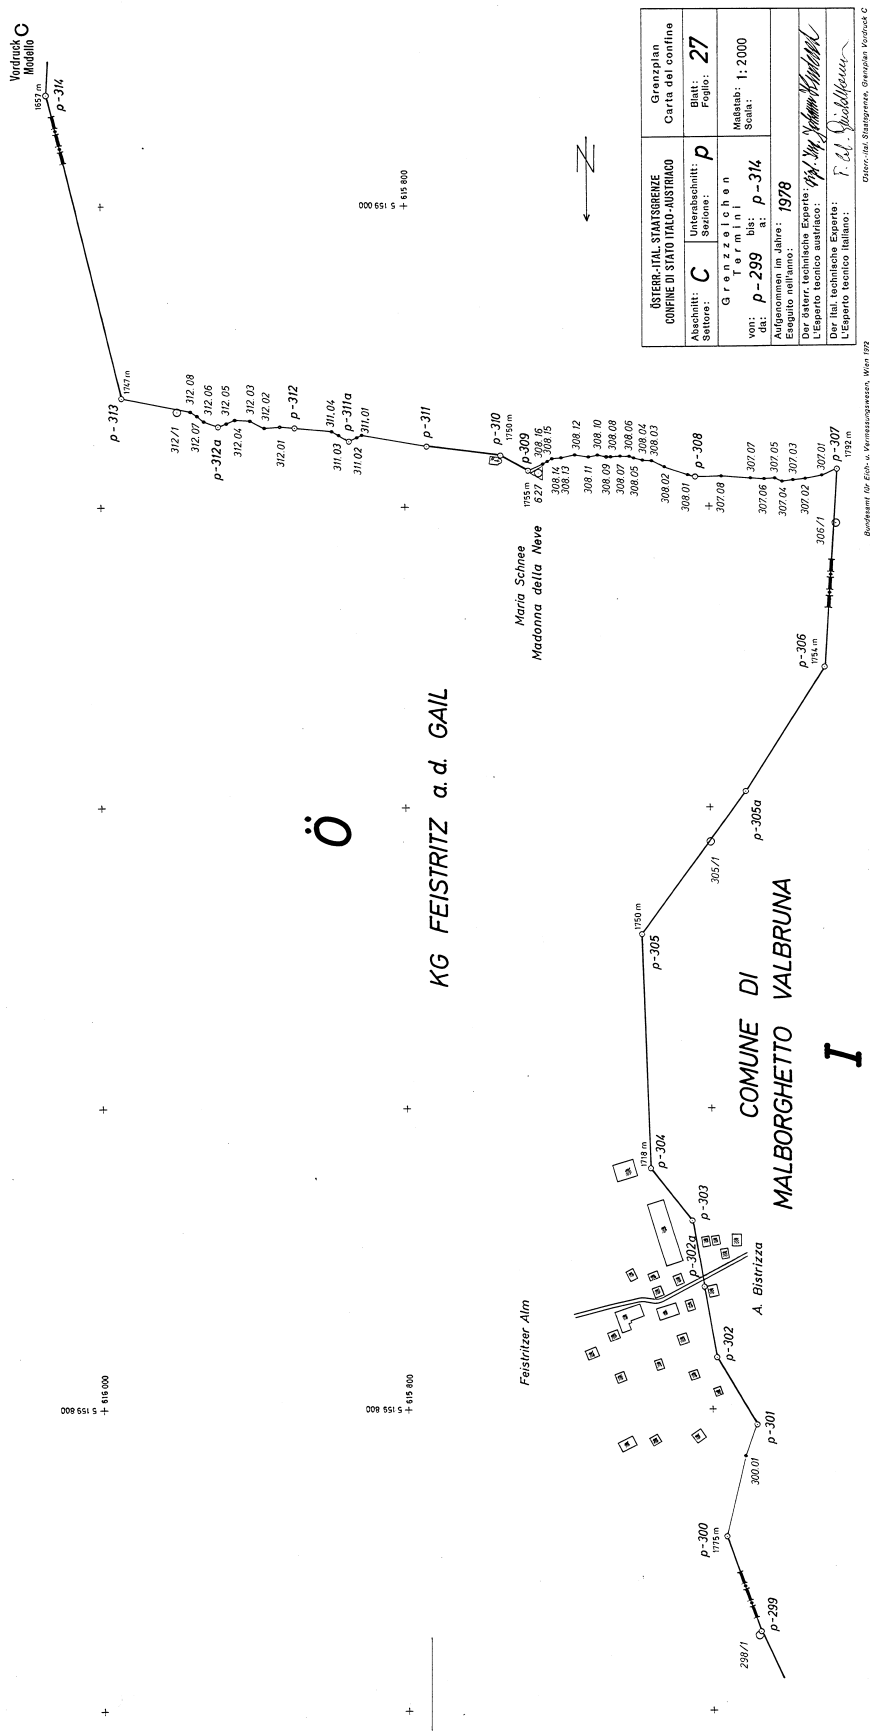 Vordruck C
Modello
ÖSTERR.-ITAL. STAATSGRENZE
CONFINE DI STATO ITALO-AUSTRIACO
Grenzplan
Carta del confine
Abschnitt:
Settore: C
Unterabschnitt:
Sezione: p
Blatt:
Foglio: 27
Grenzzeichen
Termini
von: bis:
da: p-299 a: p-314
Maßstab:
Scala: 1:2000
Aufgenommen im Jahre:
Eseguito nell'anno: 1978
Der österr. technische Experte:
L'Esperto tecnico austriaco:
Der ital. technische Experte:
L'Esperto tecnico italiano:
Österr.-ital. Staatsgrenze, Grenzplan Vordruck C
Bundesamt für Eich- u. Vermessungswesen, Wien 1972
N
1657 m
p-314
5 159 000 + 615 800
p-313
1747 m
312/1
312.08
312.07
312.06
p-312a
312.05
312.04
312.03
312.02
312.01
p-312
311.04
311.03
p-311a
311.02
311.01
p-311
p-310
1750 m
p-309
1755 m
627
308.16
308.15
308.14
308.13
308.12
308.11
308.10
308.09
308.08
308.07
308.06
308.05
308.04
308.03
308.02
308.01
p-308
307.08
307.07
307.06
307.05
307.04
307.03
307.02
307.01
p-307
1792 m
306/1
Maria Schnee
Madonna della Neve
p-306
1754 m
p-305a
305/1
1750 m
p-305
Ö
KG FEISTRITZ a.d. GAIL
COMUNE DI
MALBORGHETTO VALBRUNA
I
1718 m
p-304
p-303
p-302a
A. Bistrizza
Feistritzer Alm
p-302
p-301
300.01
5 159 800 + 616 000
5 159 800 + 615 800
p-300
1775 m
p-299
298/1